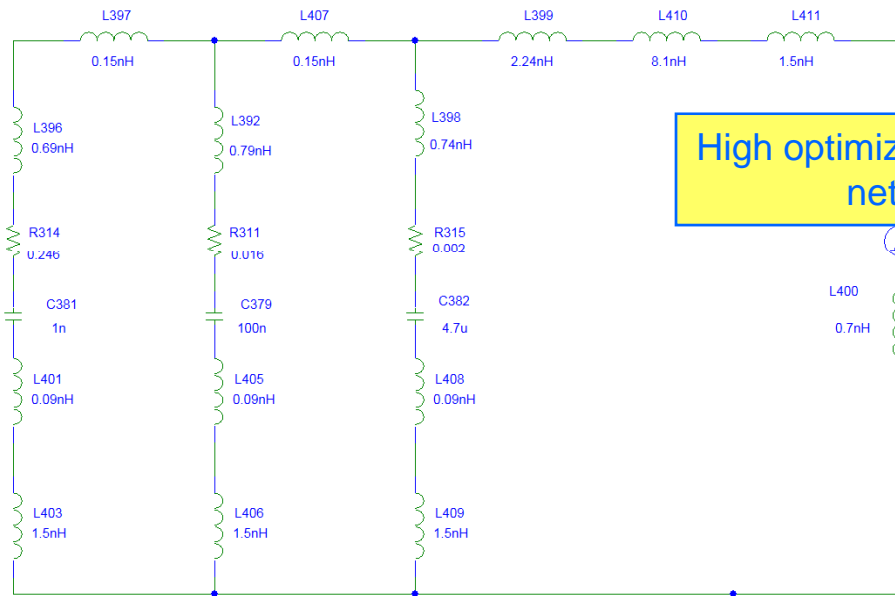 L397
L407
L399
L410
L411
0.15nH
0.15nH
2.24nH
8.1nH
1.5nH
L396
0.69nH
L392
0.79nH
L398
0.74nH
High optimiz
net
R314
0.246
R311
0.016
R315
0.002
L400
0.7nH
C381
1n
C379
100n
C382
4.7u
L401
0.09nH
L405
0.09nH
L408
0.09nH
L403
1.5nH
L406
1.5nH
L409
1.5nH